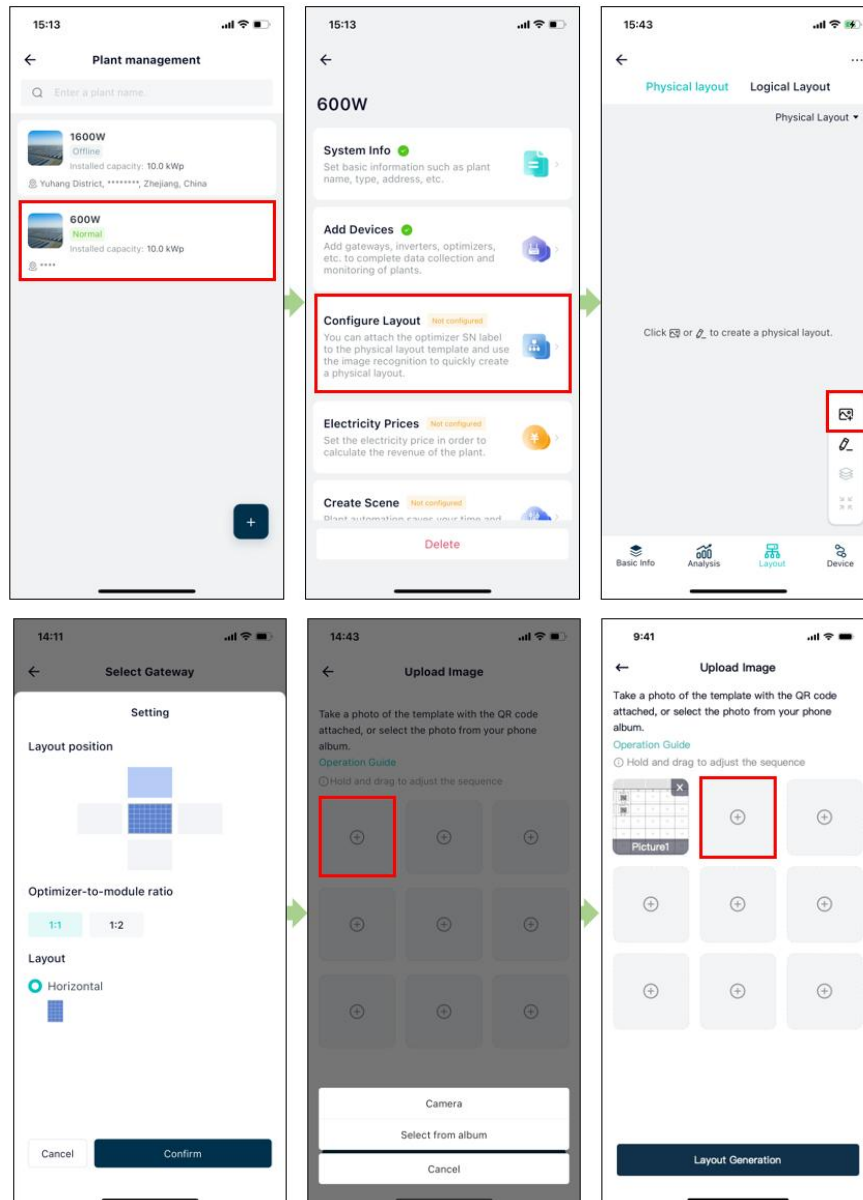 15:13
Plant management
Enter a plant name.
1600W
Offline
Installed capacity: 10.0 kWp
Yuhang District, ********, Zhejiang, China
600W
Normal
Installed capacity: 10.0 kWp
****
+
15:13
600W
System Info
Set basic information such as plant
name, type, address, etc.
Add Devices
Add gateways, inverters, optimizers,
etc. to complete data collection and
monitoring of plants.
Configure Layout Not configured
You can attach the optimizer SN label
to the physical layout template and use
the image recognition to quickly create
a physical layout.
Electricity Prices Not configured
Set the electricity price in order to
calculate the revenue of the plant.
Create Scene Not configured
Plant automation saves your time and
Delete
15:43
...
Physical layout Logical Layout
Physical Layout
Click or to create a physical layout.
Basic Info Analysis Layout Device
14:11
Select Gateway
Setting
Layout position
Optimizer-to-module ratio
1:1 1:2
Layout
Horizontal
Cancel Confirm
14:43
Upload Image
Take a photo of the template with the QR code
attached, or select the photo from your phone
album.
Operation Guide
Hold and drag to adjust the sequence
Camera
Select from album
Cancel
9:41
Upload Image
Take a photo of the template with the QR code
attached, or select the photo from your phone
album.
Operation Guide
Hold and drag to adjust the sequence
X
Picture1
Layout Generation